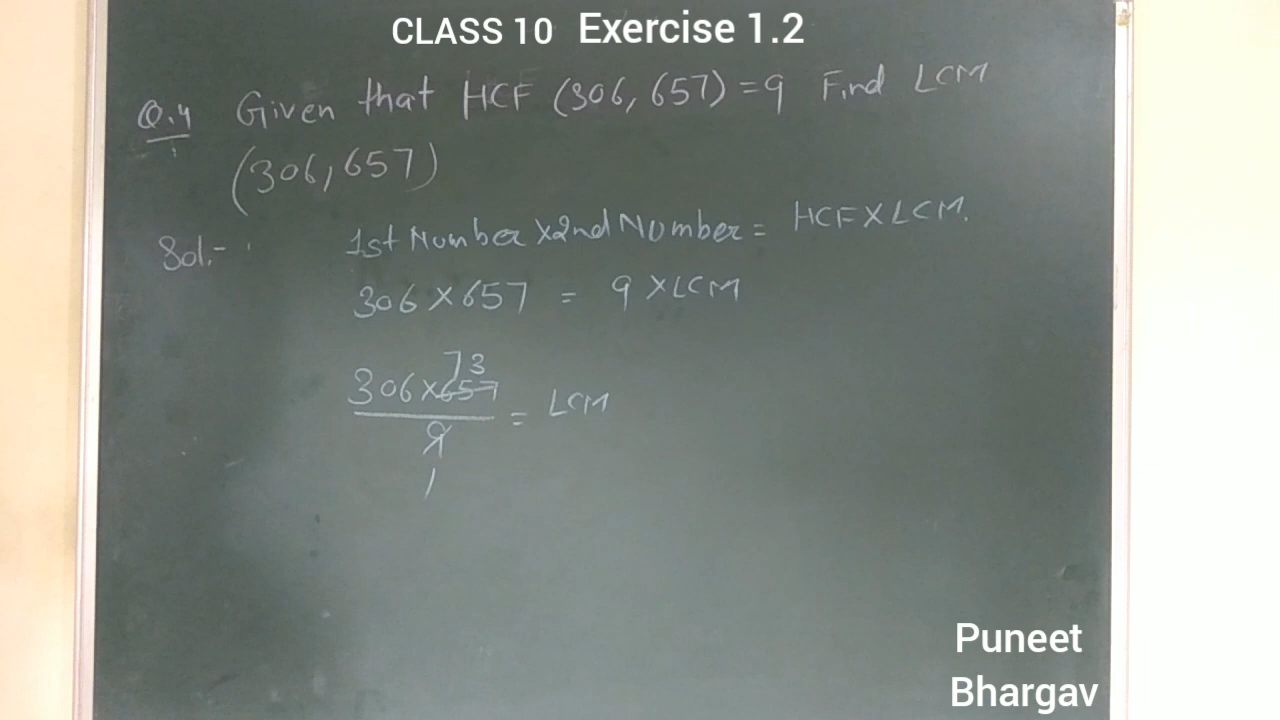 CLASS 10 Exercise 1.2
Q.4 Given that HCF (306, 657) = 9 Find LCM
(306, 657)
Sol:- 1st Number x 2nd Number = HCF X LCM.
306 X 657 = 9 X LCM
73
306 X 657 = LCM
9
1
Puneet
Bhargav